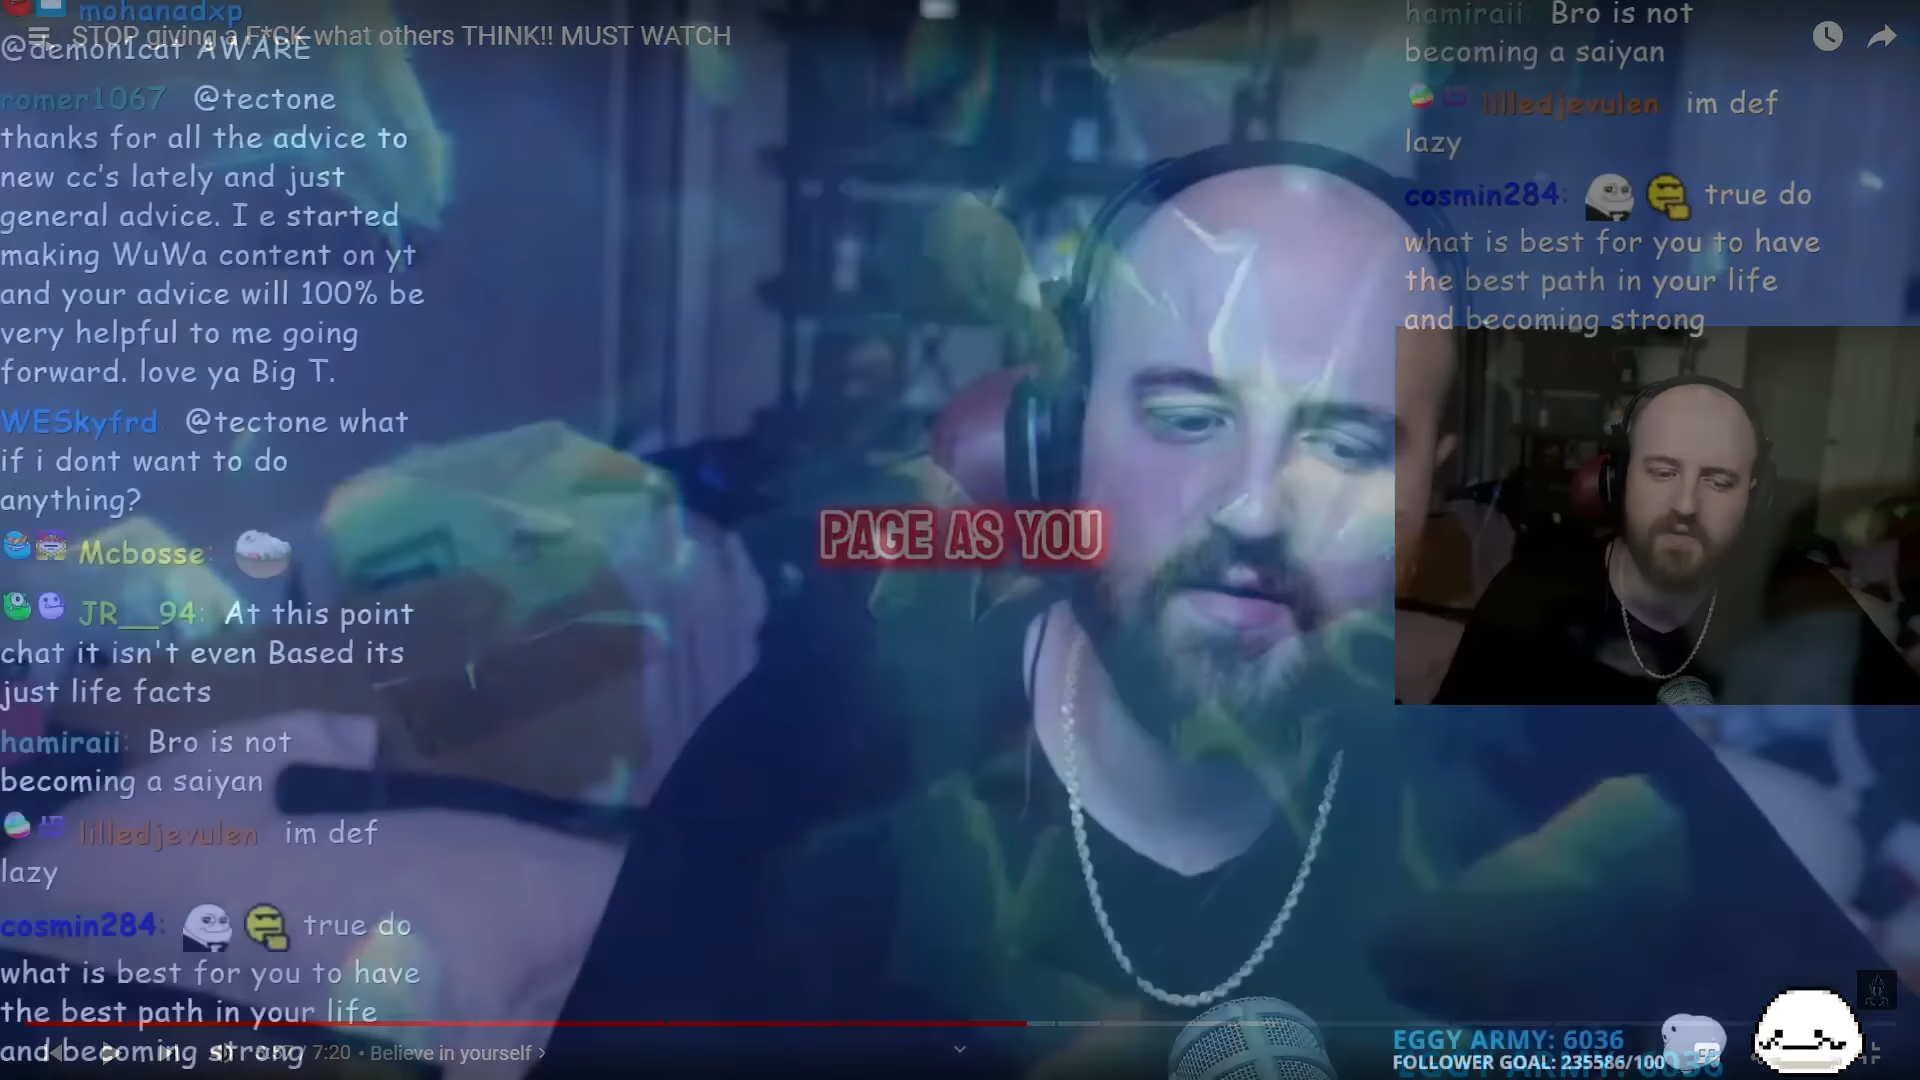 mohanadxp
STOP giving a F*CK what others THINK!! MUST WATCH
@demon1cat AWARE
romer1067 @tectone
thanks for all the advice to
new cc's lately and just
general advice. I e started
making WuWa content on yt
and your advice will 100% be
very helpful to me going
forward. love ya Big T.
WESkyfrd @tectone what
if i dont want to do
anything?
Mcbosse:
JR__94: At this point
chat it isn't even Based its
just life facts
hamiraii: Bro is not
becoming a saiyan
lilledjevulen im def
lazy
cosmin284: true do
what is best for you to have
the best path in your life
and becoming strong
/ 7:20 • Believe in yourself >
PAGE AS YOU
hamiraii: Bro is not
becoming a saiyan
lilledjevulen im def
lazy
cosmin284: true do
what is best for you to have
the best path in your life
and becoming strong
EGGY ARMY: 6036
FOLLOWER GOAL: 235586/100